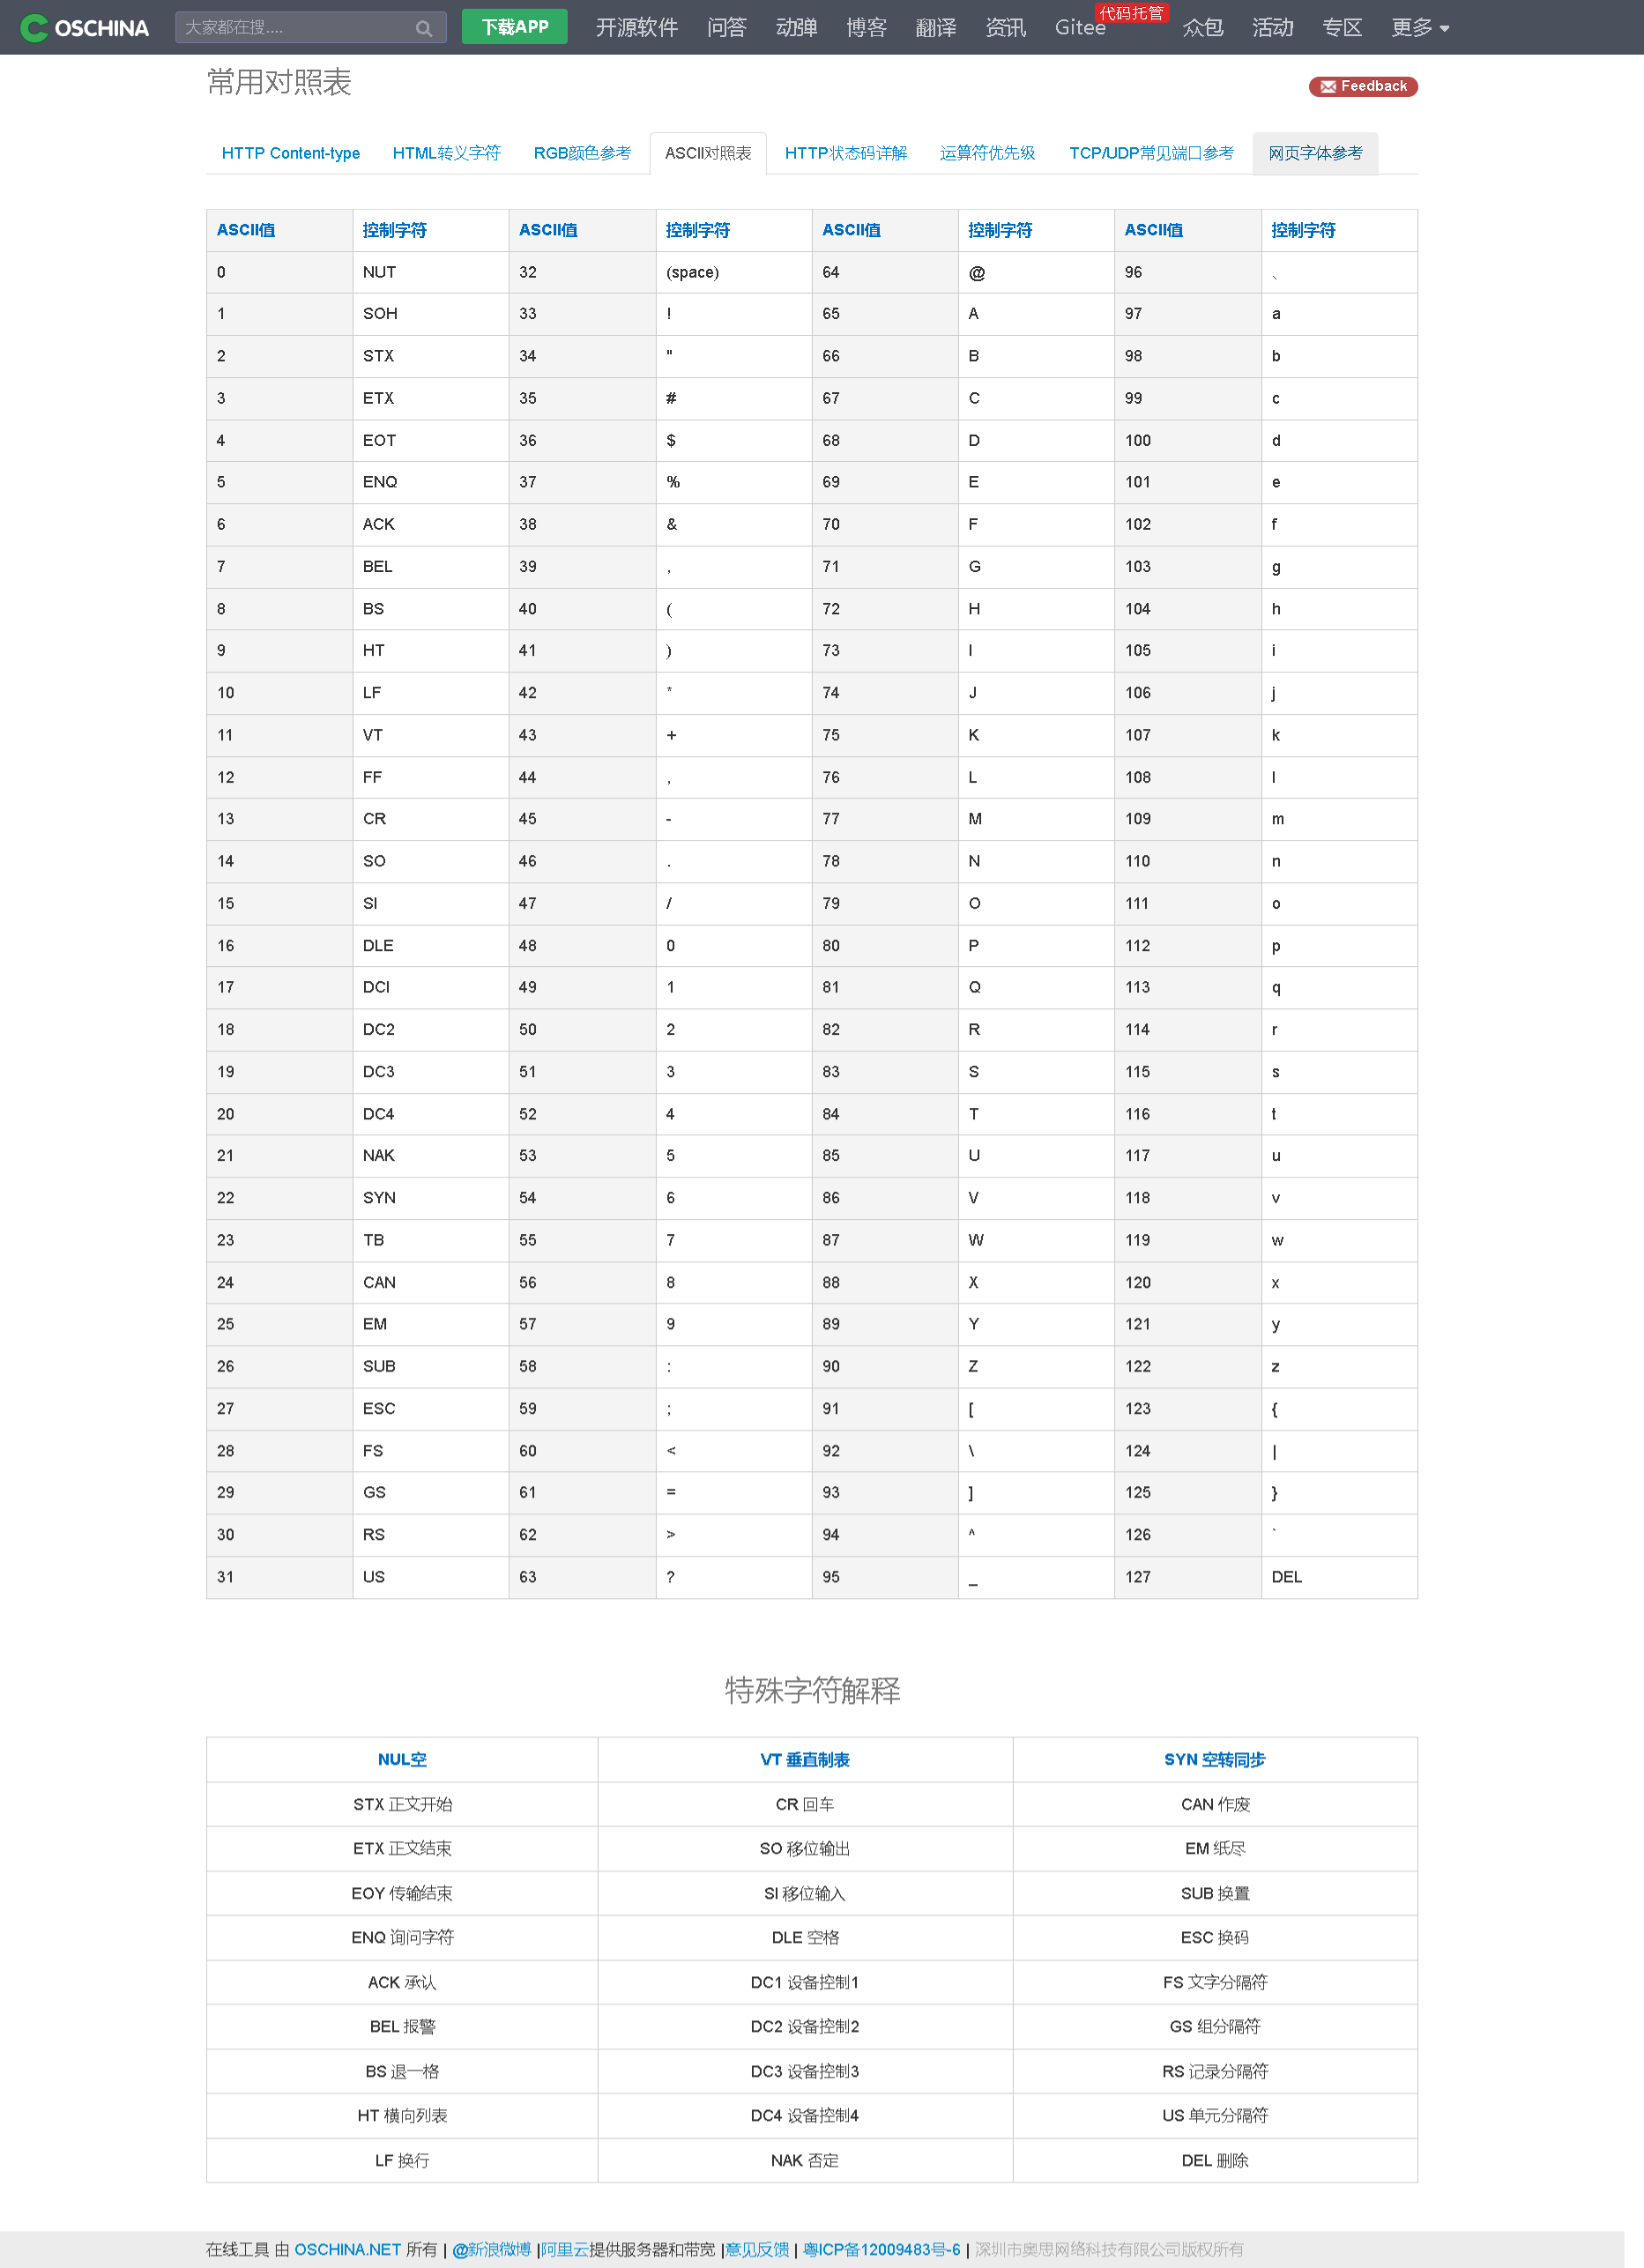 OSCHINA 大家都在搜.... 下载APP 开源软件 问答 动弹 博客 翻译 资讯 Gitee 代码托管 众包 活动 专区 更多
常用对照表 Feedback
HTTP Content-type HTML转义字符 RGB颜色参考 ASCII对照表 HTTP状态码详解 运算符优先级 TCP/UDP常见端口参考 网页字体参考
ASCII值 控制字符 ASCII值 控制字符 ASCII值 控制字符 ASCII值 控制字符
0 NUT 32 (space) 64 @ 96 、
1 SOH 33 ! 65 A 97 a
2 STX 34 " 66 B 98 b
3 ETX 35 # 67 C 99 c
4 EOT 36 $ 68 D 100 d
5 ENQ 37 % 69 E 101 e
6 ACK 38 & 70 F 102 f
7 BEL 39 , 71 G 103 g
8 BS 40 ( 72 H 104 h
9 HT 41 ) 73 I 105 i
10 LF 42 * 74 J 106 j
11 VT 43 + 75 K 107 k
12 FF 44 , 76 L 108 l
13 CR 45 - 77 M 109 m
14 SO 46 . 78 N 110 n
15 SI 47 / 79 O 111 o
16 DLE 48 0 80 P 112 p
17 DCI 49 1 81 Q 113 q
18 DC2 50 2 82 R 114 r
19 DC3 51 3 83 S 115 s
20 DC4 52 4 84 T 116 t
21 NAK 53 5 85 U 117 u
22 SYN 54 6 86 V 118 v
23 TB 55 7 87 W 119 w
24 CAN 56 8 88 X 120 x
25 EM 57 9 89 Y 121 y
26 SUB 58 : 90 Z 122 z
27 ESC 59 ; 91 [ 123 {
28 FS 60 < 92 \ 124 |
29 GS 61 = 93 ] 125 }
30 RS 62 > 94 ^ 126 `
31 US 63 ? 95 _ 127 DEL
特殊字符解释
NUL空 VT 垂直制表 SYN 空转同步
STX 正文开始 CR 回车 CAN 作废
ETX 正文结束 SO 移位输出 EM 纸尽
EOY 传输结束 SI 移位输入 SUB 换置
ENQ 询问字符 DLE 空格 ESC 换码
ACK 承认 DC1 设备控制1 FS 文字分隔符
BEL 报警 DC2 设备控制2 GS 组分隔符
BS 退一格 DC3 设备控制3 RS 记录分隔符
HT 横向列表 DC4 设备控制4 US 单元分隔符
LF 换行 NAK 否定 DEL 删除
在线工具 由 OSCHINA.NET 所有 | @新浪微博 |阿里云提供服务器和带宽 |意见反馈 | 粤ICP备12009483号-6 | 深圳市奥思网络科技有限公司版权所有